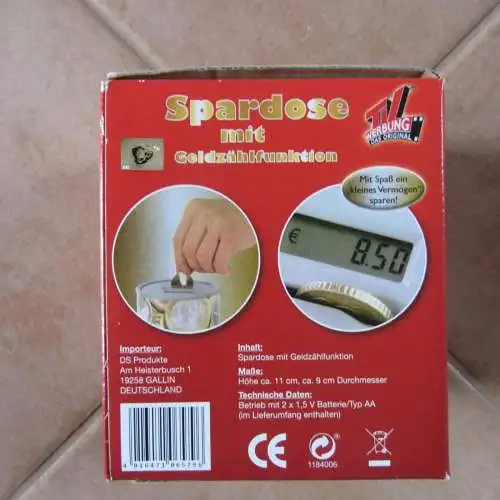 Spardose
mit
Geldzählfunktion
TV
WERBUNG
DAS ORIGINAL
Mit Spaß ein
"kleines Vermögen"
sparen!
€ 8.50
Importeur:
DS Produkte
Am Heisterbusch 1
19258 GALLIN
DEUTSCHLAND
Inhalt:
Spardose mit Geldzählfunktion
Maße:
Höhe ca. 11 cm, ca. 9 cm Durchmesser
Technische Daten:
Betrieb mit 2 x 1,5 V Batterie/Typ AA
(im Lieferumfang enthalten)
CE
1184006